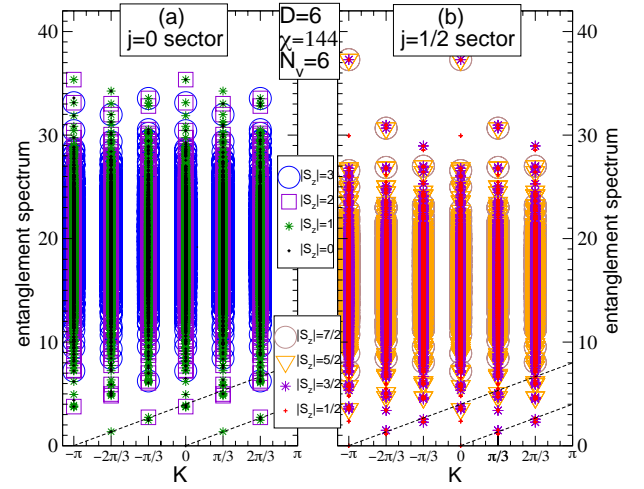 (a)
j=0 sector
D=6
χ=144
N_v=6
(b)
j=1/2 sector
entanglement spectrum
40
30
20
10
0
|S_z|=3
|S_z|=2
|S_z|=1
|S_z|=0
|S_z|=7/2
|S_z|=5/2
|S_z|=3/2
|S_z|=1/2
40
30
20
10
0
entanglement spectrum
−π
−2π/3
−π/3
0
π/3
2π/3
π
K
−π
−2π/3
−π/3
0
π/3
2π/3
π
K